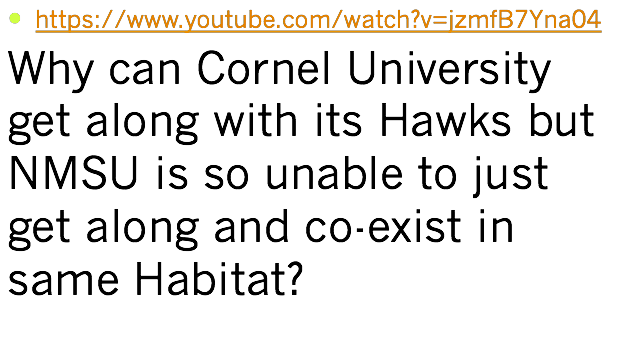 https://www.youtube.com/watch?v=jzmfB7Yna04
Why can Cornel University
get along with its Hawks but
NMSU is so unable to just
get along and co-exist in
same Habitat?